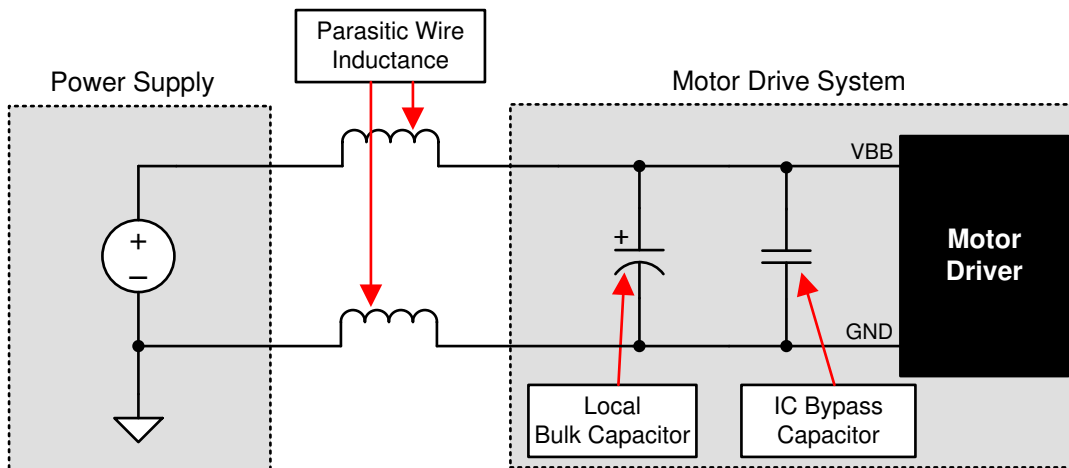 Parasitic Wire
Inductance
Power Supply
Motor Drive System
VBB
+
–
+
Motor
Driver
GND
Local
Bulk Capacitor
IC Bypass
Capacitor